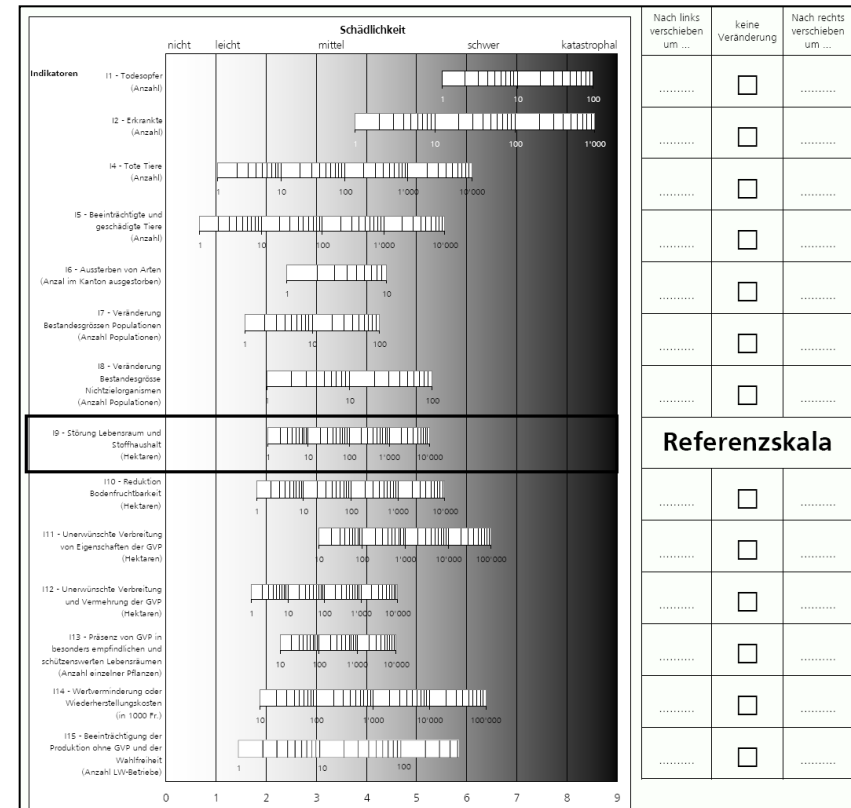 Schädlichkeit
nicht leicht mittel schwer katastrophal
Nach links verschieben um ...
keine Veränderung
Nach rechts verschieben um ...
Indikatoren
I1 - Todesopfer
(Anzahl)
1 10 100
.......... ..........
I2 - Erkrankte
(Anzahl)
1 10 100 1'000
.......... ..........
I4 - Tote Tiere
(Anzahl)
1 10 100 1'000 10'000
.......... ..........
I5 - Beeinträchtigte und
geschädigte Tiere
(Anzahl)
1 10 100 1'000 10'000
.......... ..........
I6 - Aussterben von Arten
(Anzal im Kanton ausgestorben)
1 10
.......... ..........
I7 - Veränderung
Bestandesgrössen Populationen
(Anzahl Populationen)
1 10 100
.......... ..........
I8 - Veränderung
Bestandesgrösse
Nichtzielorganismen
(Anzahl Populationen)
1 10 100
.......... ..........
I9 - Störung Lebensraum und
Stoffhaushalt
(Hektaren)
1 10 100 1'000 10'000
Referenzskala
I10 - Reduktion
Bodenfruchtbarkeit
(Hektaren)
1 10 100 1'000 10'000
.......... ..........
I11 - Unerwünschte Verbreitung
von Eigenschaften der GVP
(Hektaren)
10 100 1'000 10'000 100'000
.......... ..........
I12 - Unerwünschte Verbreitung
und Vermehrung der GVP
(Hektaren)
1 10 100 1'000 10'000
.......... ..........
I13 - Präsenz von GVP in
besonders empfindlichen und
schützenswerten Lebensräumen
(Anzahl einzelner Pflanzen)
10 100 1'000 10'000
.......... ..........
I14 - Wertverminderung oder
Wiederherstellungskosten
(in 1000 Fr.)
10 100 1'000 10'000 100'000
.......... ..........
I15 - Beeinträchtigung der
Produktion ohne GVP und der
Wahlfreiheit
(Anzahl LW-Betriebe)
1 10 100
.......... ..........
0 1 2 3 4 5 6 7 8 9